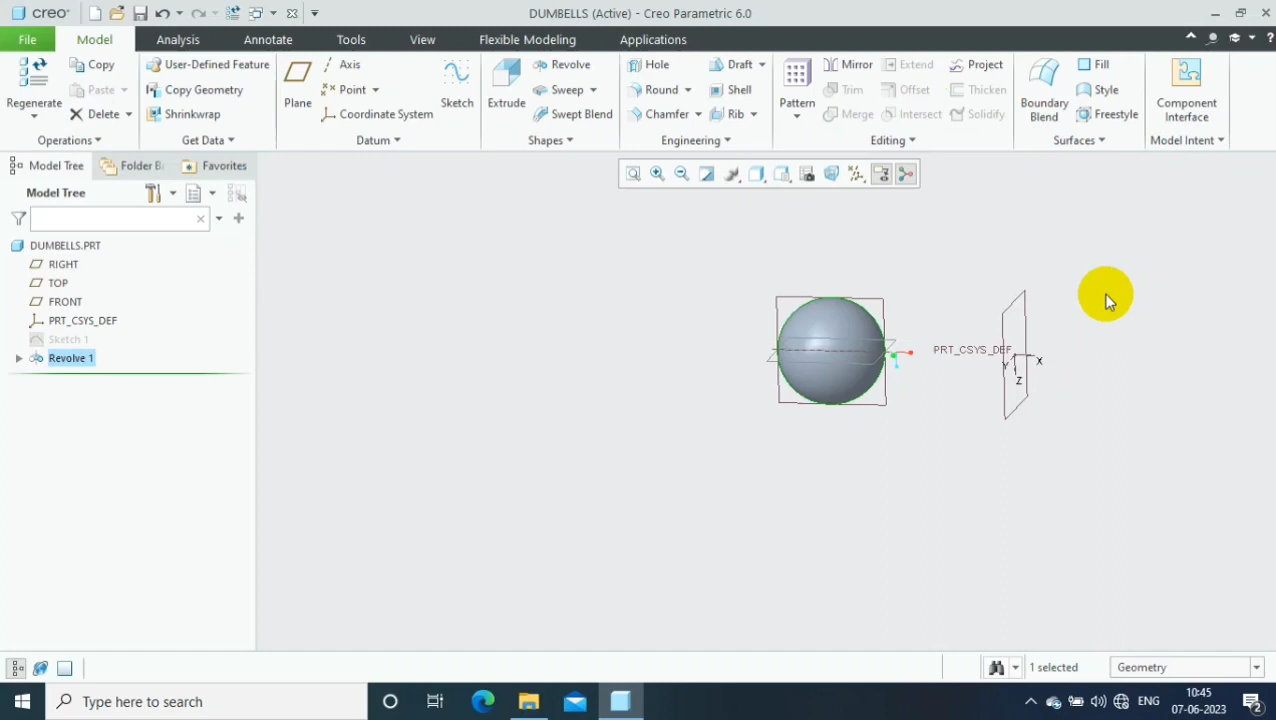 creo
DUMBELLS (Active) - Creo Parametric 6.0
File Model Analysis Annotate Tools View Flexible Modeling Applications
Regenerate
Copy
Paste
Delete
Operations
User-Defined Feature
Copy Geometry
Shrinkwrap
Get Data
Plane
Axis
Point
Coordinate System
Sketch
Datum
Extrude
Revolve
Sweep
Swept Blend
Shapes
Hole
Round
Chamfer
Draft
Shell
Rib
Engineering
Pattern
Mirror
Trim
Merge
Extend
Offset
Intersect
Project
Thicken
Solidify
Editing
Boundary
Blend
Fill
Style
Freestyle
Surfaces
Component
Interface
Model Intent
Model Tree Folder B Favorites
Model Tree
DUMBELLS.PRT
RIGHT
TOP
FRONT
PRT_CSYS_DEF
Sketch 1
Revolve 1
PRT_CSYS_DEF
X
Y
Z
1 selected
Geometry
Type here to search
ENG
10:45
07-06-2023
2